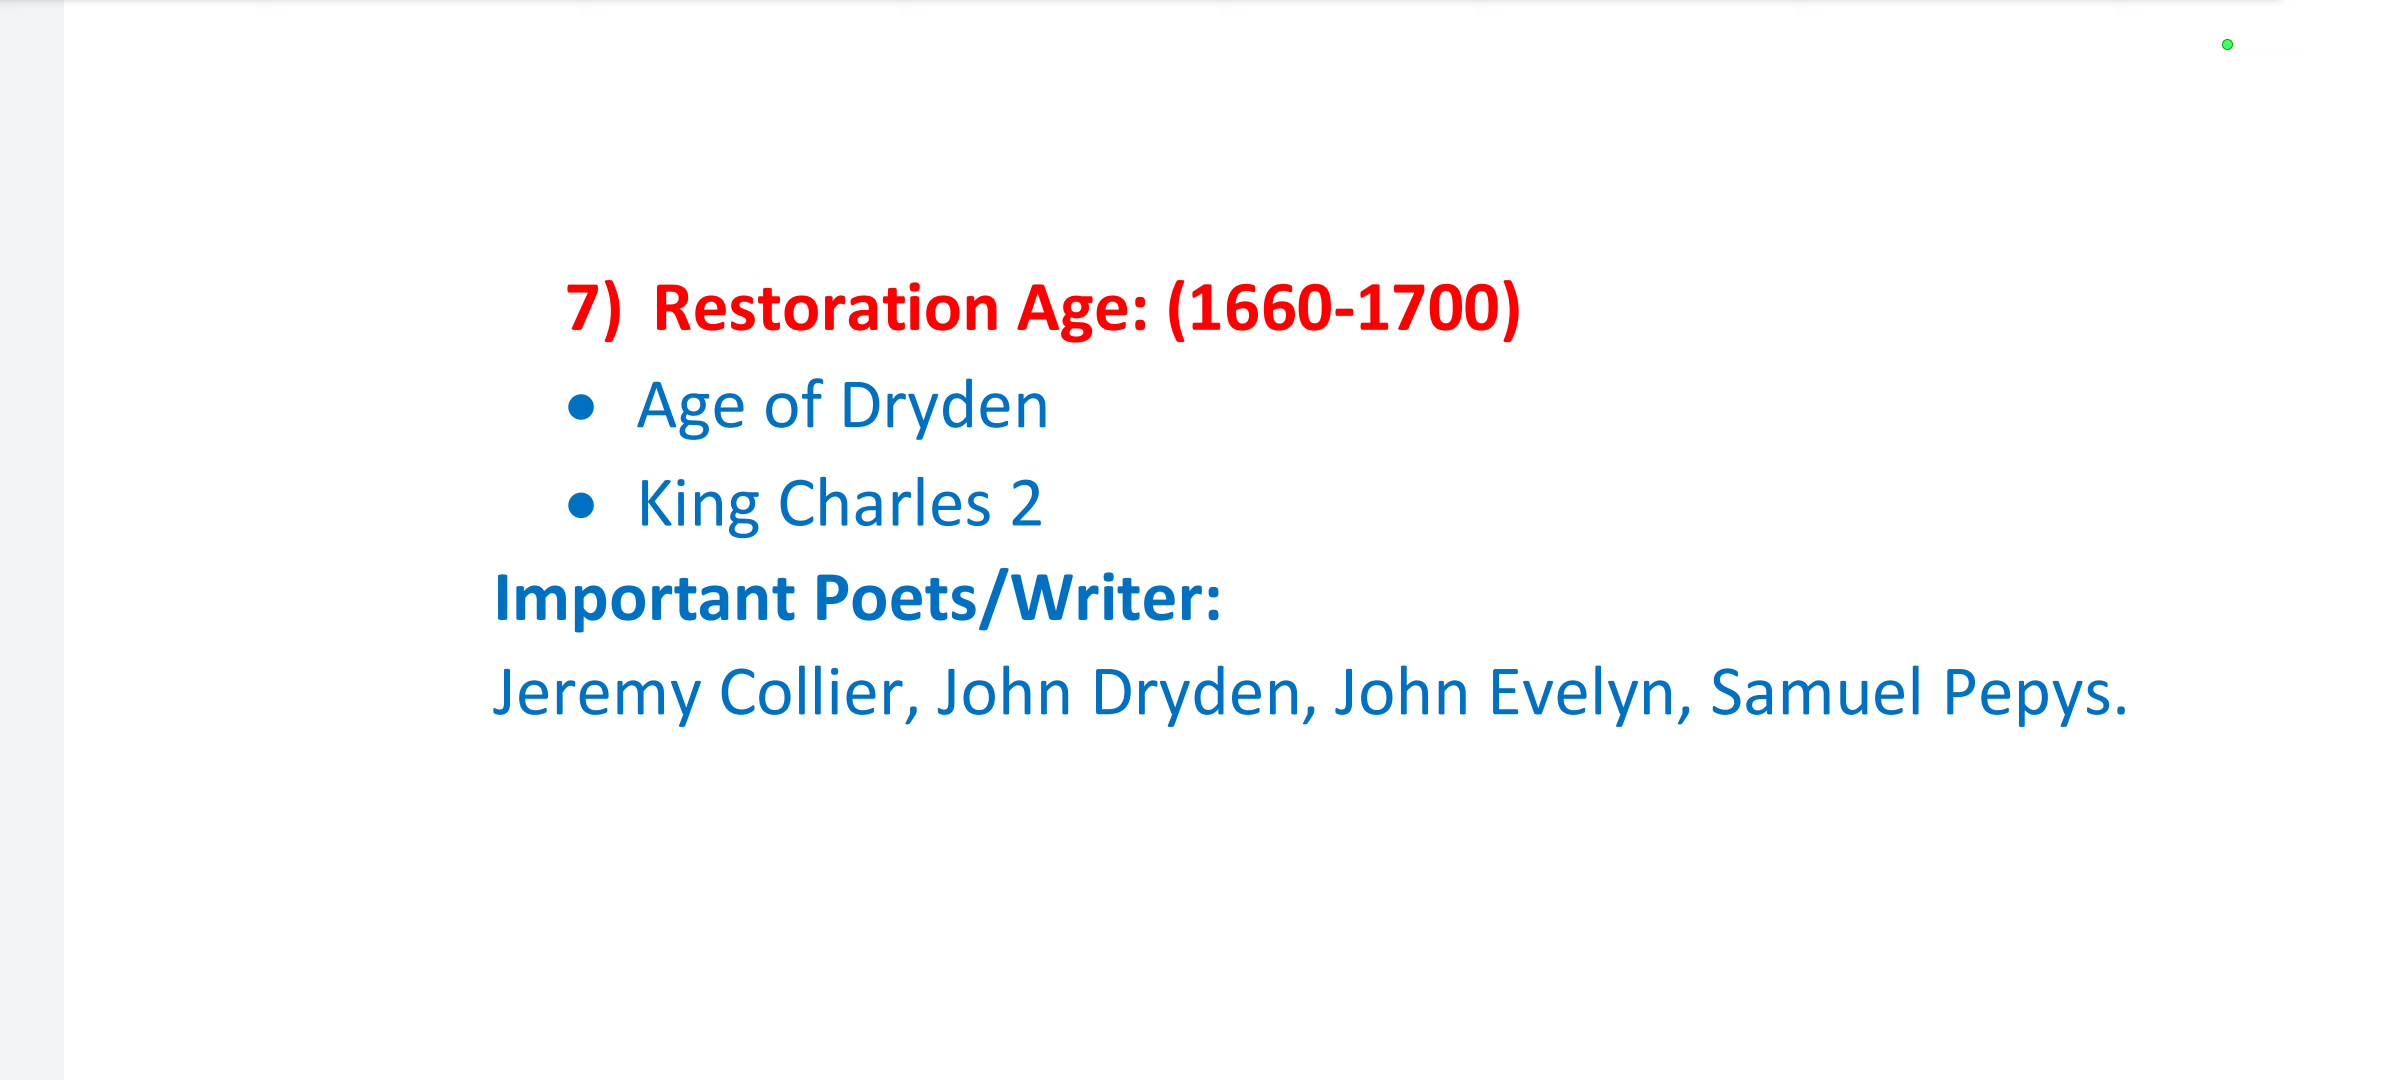 7) Restoration Age: (1660-1700)
• Age of Dryden
• King Charles 2
Important Poets/Writer:
Jeremy Collier, John Dryden, John Evelyn, Samuel Pepys.